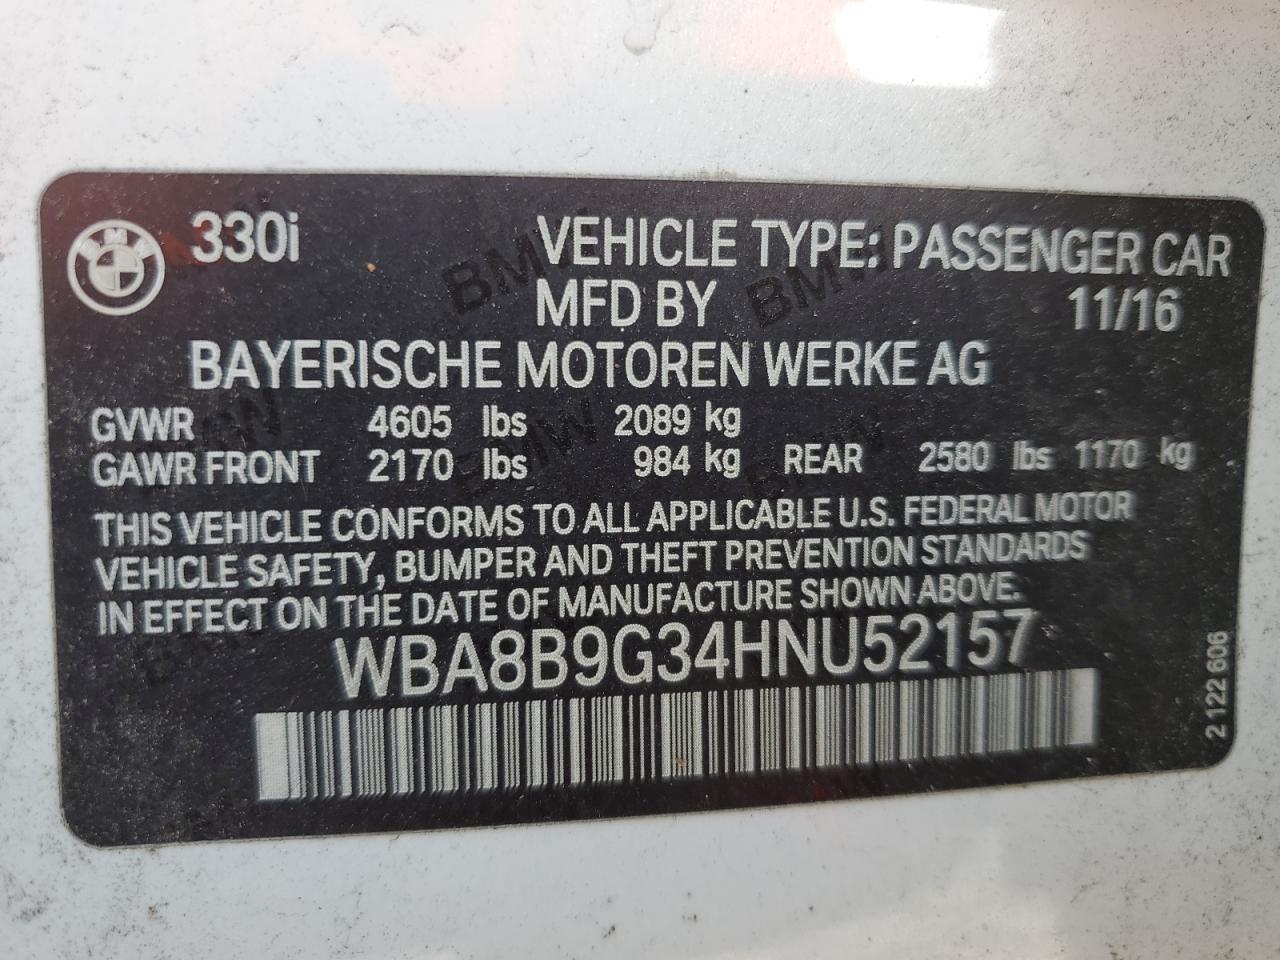 BMW 330i VEHICLE TYPE: PASSENGER CAR
MFD BY 11/16
BAYERISCHE MOTOREN WERKE AG
GVWR 4605 lbs 2089 kg
GAWR FRONT 2170 lbs 984 kg REAR 2580 lbs 1170 kg
THIS VEHICLE CONFORMS TO ALL APPLICABLE U.S. FEDERAL MOTOR
VEHICLE SAFETY, BUMPER AND THEFT PREVENTION STANDARDS
IN EFFECT ON THE DATE OF MANUFACTURE SHOWN ABOVE.
WBA8B9G34HNU52157
2 122 606